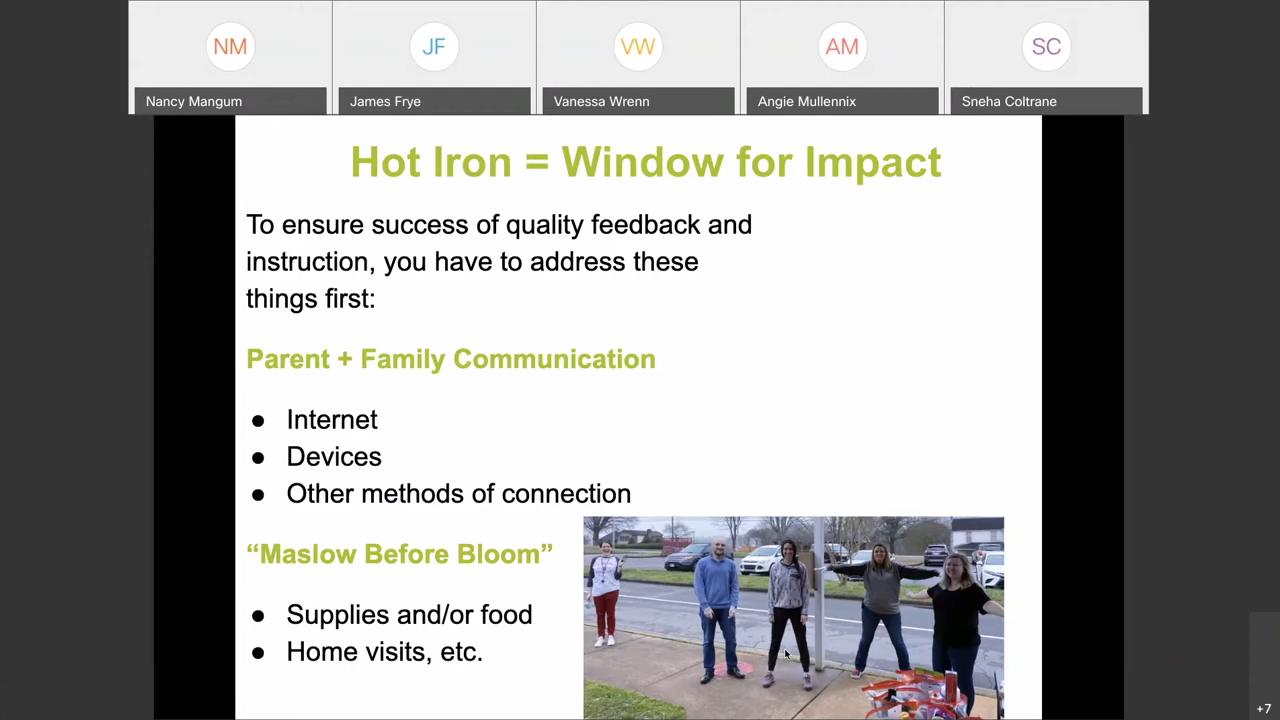 NM
JF
VW
AM
SC
Nancy Mangum
James Frye
Vanessa Wrenn
Angie Mullennix
Sneha Coltrane
Hot Iron = Window for Impact
To ensure success of quality feedback and
instruction, you have to address these
things first:
Parent + Family Communication
● Internet
● Devices
● Other methods of connection
“Maslow Before Bloom”
● Supplies and/or food
● Home visits, etc.
+7